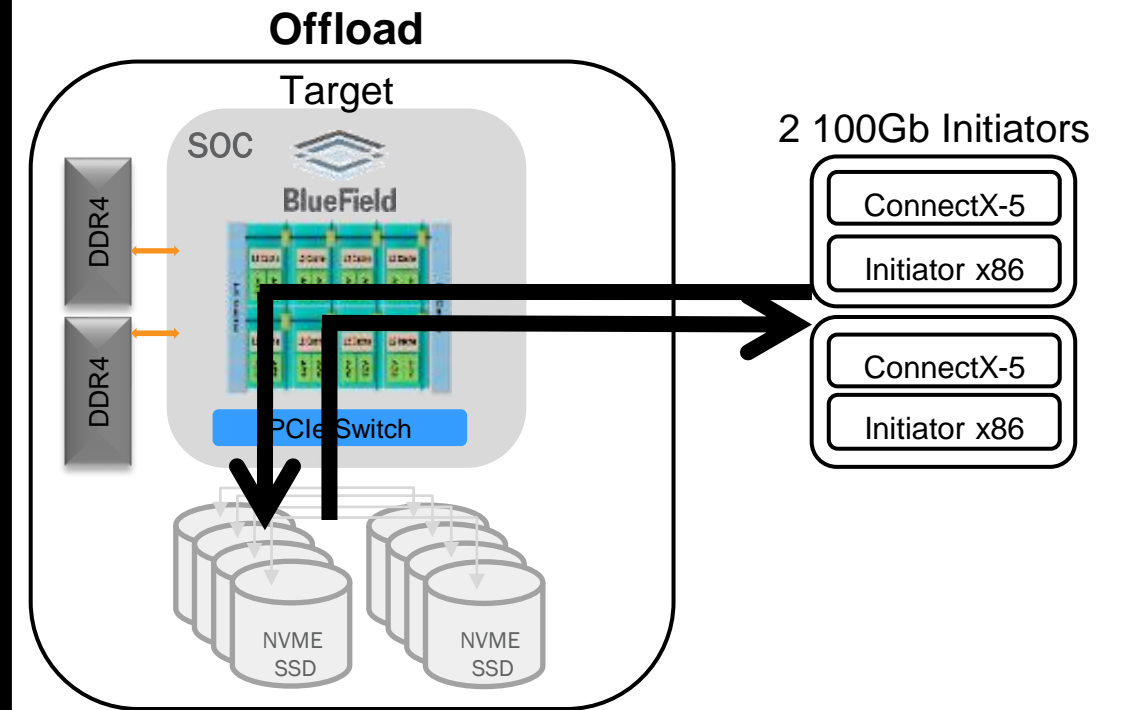 Offload
Target
SOC
BlueField
DDR4
DDR4
PCIe Switch
NVME
SSD
NVME
SSD
2 100Gb Initiators
ConnectX-5
Initiator x86
ConnectX-5
Initiator x86